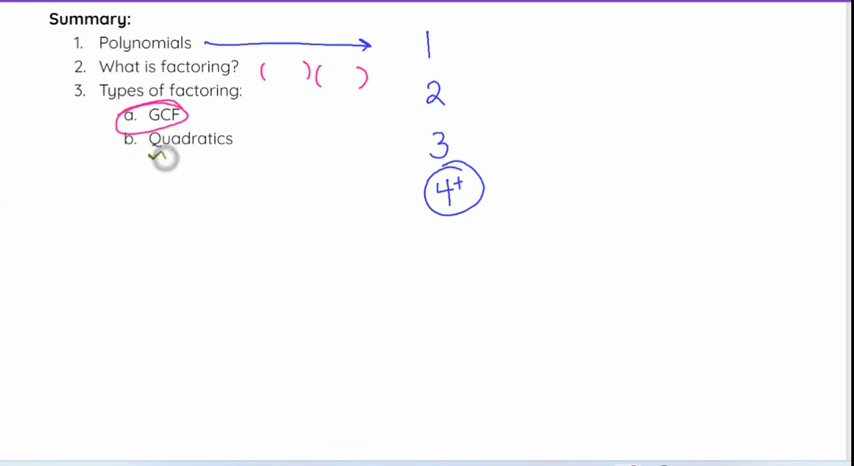 Summary:
1. Polynomials 1
2. What is factoring? ( )( )
2
3. Types of factoring:
a. GCF
b. Quadratics
3
4+